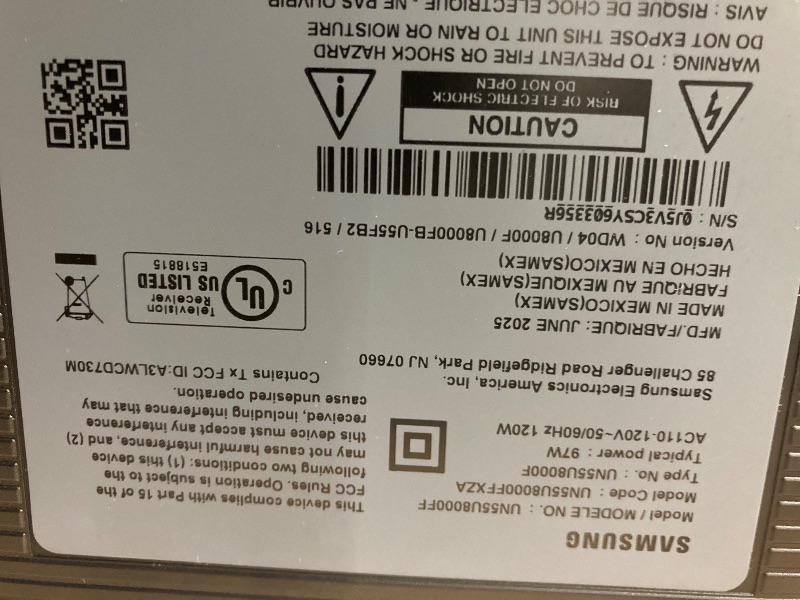 SAMSUNG
Model / MODELE NO. : UN55U8000FF
Model Code : UN55U8000FFXZA
Type No. : UN55U8000F
Typical power : 97W
AC110-120V~50/60Hz 120W
This device complies with Part 15 of the
FCC Rules. Operation is subject to the
following two conditions: (1) this device
may not cause harmful interference, and (2)
this device must accept any interference
received, including interference that may
cause undesired operation.
Contains Tx FCC ID:A3LWCD730M
Samsung Electronics America, Inc.
85 Challenger Road Ridgefield Park, NJ 07660
MFD./FABRIQUE: JUNE 2025
MADE IN MEXICO(SAMEX)
FABRIQUE AU MEXIQUE(SAMEX)
HECHO EN MEXICO(SAMEX)
Television
Receiver
C UL US LISTED
E518815
Version No : WD04 / U8000F / U8000FB-U55FB2 / 516
S/N : 0J5V3CSY603356R
CAUTION
RISK OF ELECTRIC SHOCK
DO NOT OPEN
WARNING : TO PREVENT FIRE OR SHOCK HAZARD
DO NOT EXPOSE THIS UNIT TO RAIN OR MOISTURE
AVIS : RISQUE DE CHOC ELECTRIQUE - NE PAS OUVRIR